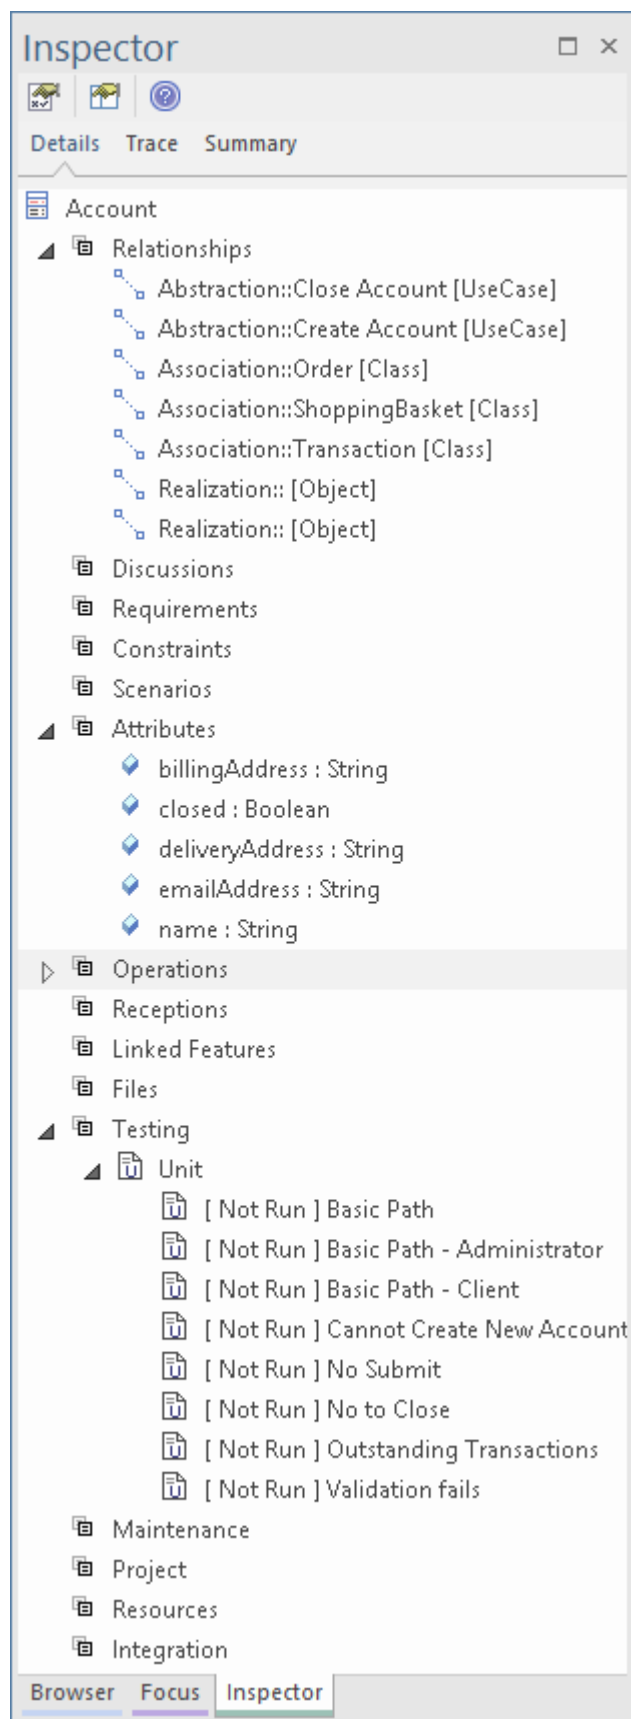 Inspector
Details Trace Summary
Account
Relationships
Abstraction::Close Account [UseCase]
Abstraction::Create Account [UseCase]
Association::Order [Class]
Association::ShoppingBasket [Class]
Association::Transaction [Class]
Realization:: [Object]
Realization:: [Object]
Discussions
Requirements
Constraints
Scenarios
Attributes
billingAddress : String
closed : Boolean
deliveryAddress : String
emailAddress : String
name : String
Operations
Receptions
Linked Features
Files
Testing
Unit
[ Not Run ] Basic Path
[ Not Run ] Basic Path - Administrator
[ Not Run ] Basic Path - Client
[ Not Run ] Cannot Create New Account
[ Not Run ] No Submit
[ Not Run ] No to Close
[ Not Run ] Outstanding Transactions
[ Not Run ] Validation fails
Maintenance
Project
Resources
Integration
Browser Focus Inspector